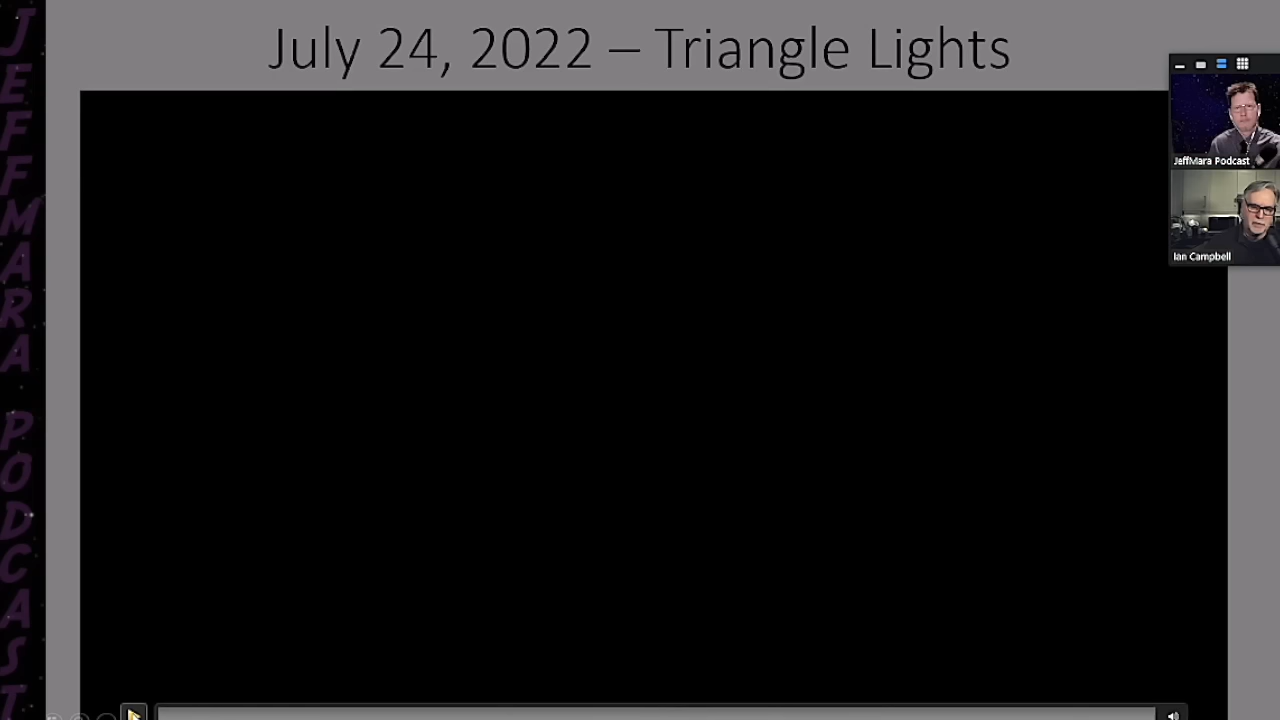 July 24, 2022 – Triangle Lights
JeffMara Podcast
Ian Campbell
JEFFMARA PODCAST